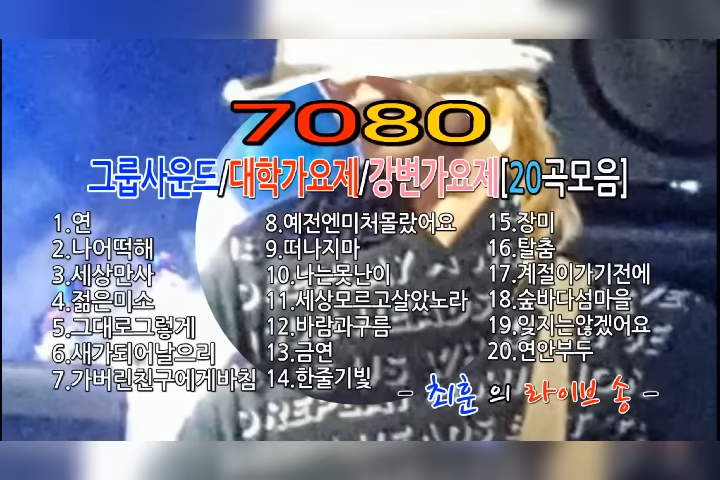 7080
그룹사운드/대학가요제/강변가요제[20곡모음]
1.연
2.나어떡해
3.세상만사
4.젊은미소
5.그대로그렇게
6.새가되어날으리
7.가버린친구에게바침
8.예전엔미처몰랐어요
9.떠나지마
10.나는못난이
11.세상모르고살았노라
12.바람과구름
13.금연
14.한줄기빛
15.장미
16.탈춤
17.계절이가기전에
18.숲바다섬마을
19.잊지는않겠어요
20.연안부두
- 최훈 의 라이브 송 -